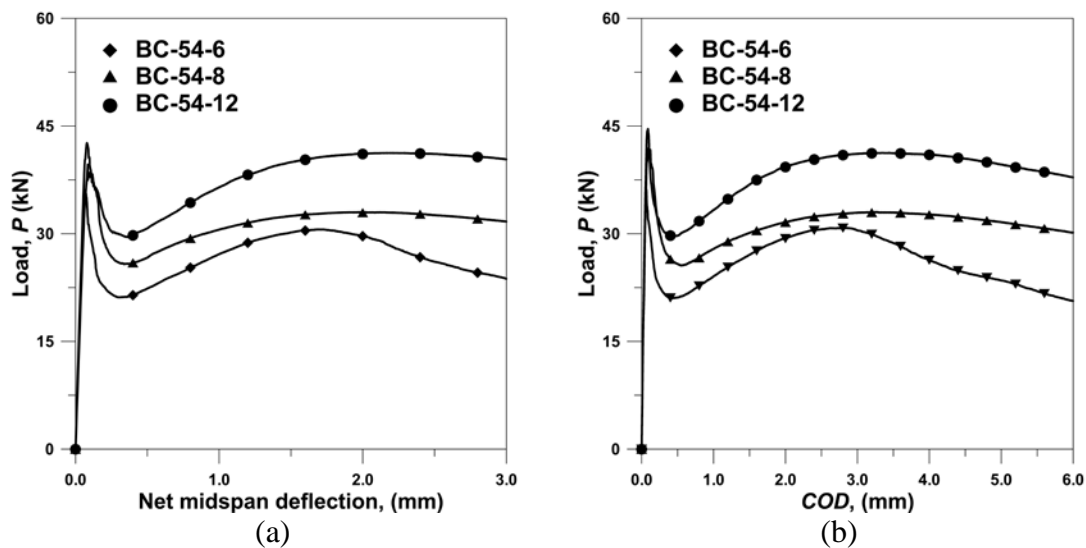 60
45
30
15
0
Load, P (kN)
BC-54-6
BC-54-8
BC-54-12
0.0 1.0 2.0 3.0
Net midspan deflection, (mm)
(a)
60
45
30
15
0
Load, P (kN)
BC-54-6
BC-54-8
BC-54-12
0.0 1.0 2.0 3.0 4.0 5.0 6.0
COD, (mm)
(b)